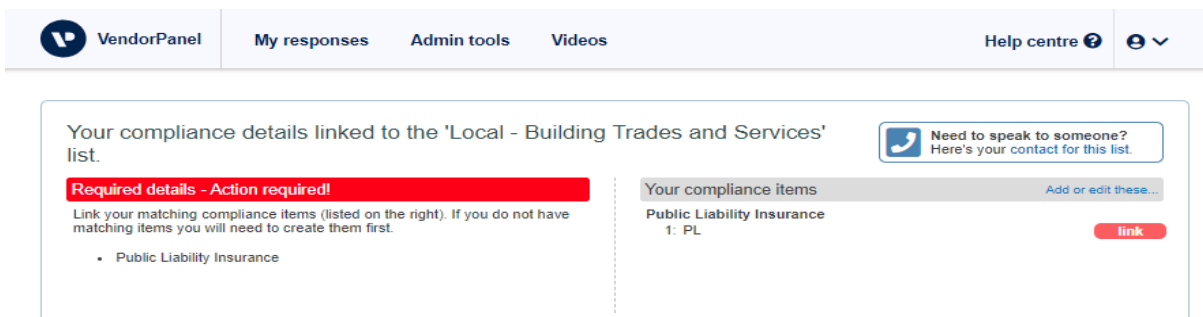 VendorPanel
My responses
Admin tools
Videos
Help centre
Your compliance details linked to the 'Local - Building Trades and Services'
list.
Need to speak to someone?
Here's your contact for this list.
Required details - Action required!
Link your matching compliance items (listed on the right). If you do not have
matching items you will need to create them first.
• Public Liability Insurance
Your compliance items
Add or edit these...
Public Liability Insurance
1: PL
link